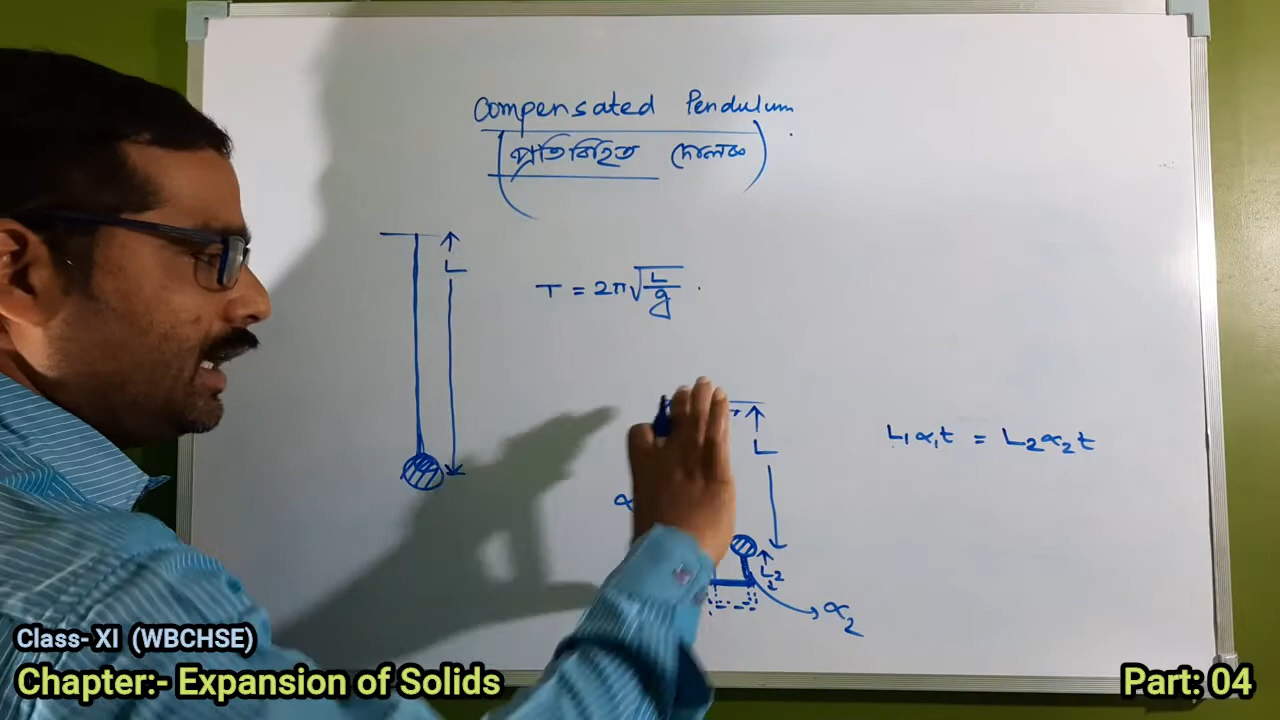 Compensated Pendulum
(প্রতিবিহিত দোলক)
L
T = 2π√(L/g)
L
L₁α₁t = L₂α₂t
α
L₂
α₂
Class- XI (WBCHSE)
Chapter:- Expansion of Solids
Part: 04